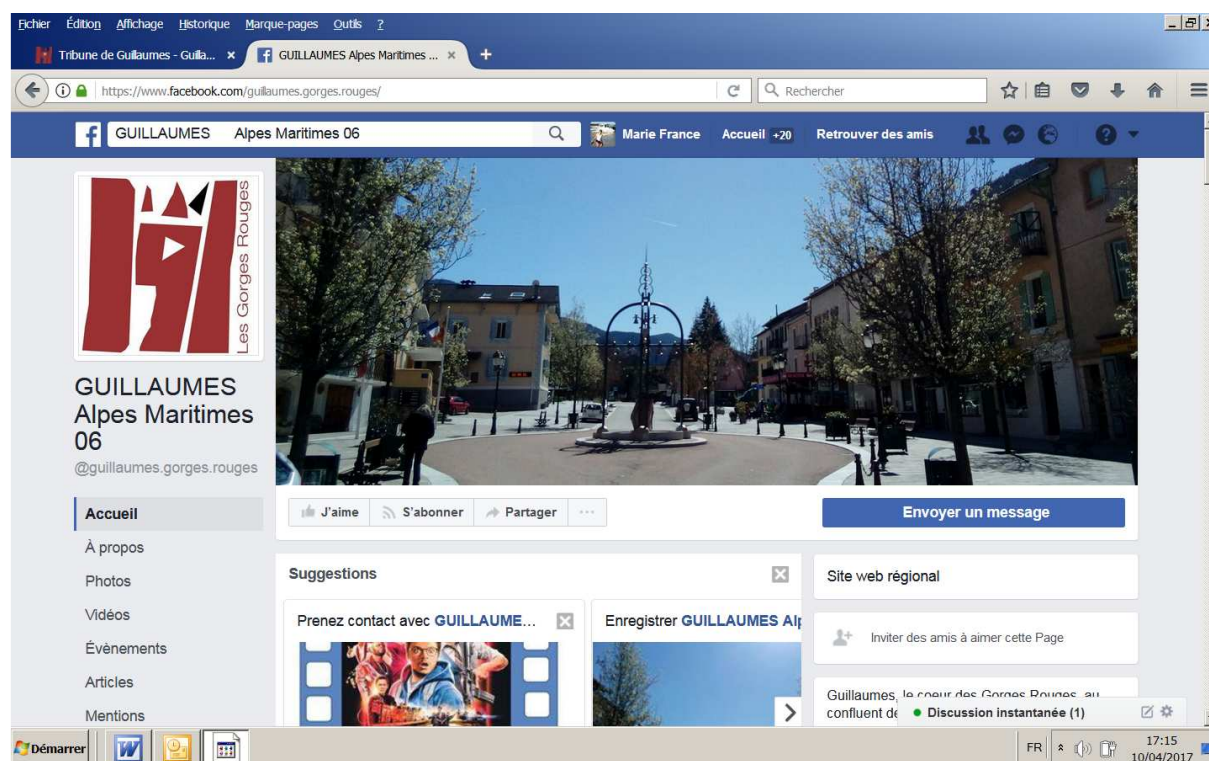 Fichier Édition Affichage Historique Marque-pages Outils ?
Tribune de Guillaumes - Guilla...
GUILLAUMES Alpes Maritimes ...
https://www.facebook.com/guillaumes.gorges.rouges/
Rechercher
GUILLAUMES Alpes Maritimes 06
Marie France Accueil +20 Retrouver des amis
Les Gorges Rouges
GUILLAUMES
Alpes Maritimes
06
@guillaumes.gorges.rouges
Accueil
À propos
Photos
Vidéos
Évènements
Articles
Mentions
J'aime S'abonner Partager ...
Envoyer un message
Suggestions
Prenez contact avec GUILLAUME...
Enregistrer GUILLAUMES Alp
Site web régional
Inviter des amis à aimer cette Page
Guillaumes, le coeur des Gorges Rouges, au
confluent de
Discussion instantanée (1)
Démarrer
FR
17:15
10/04/2017